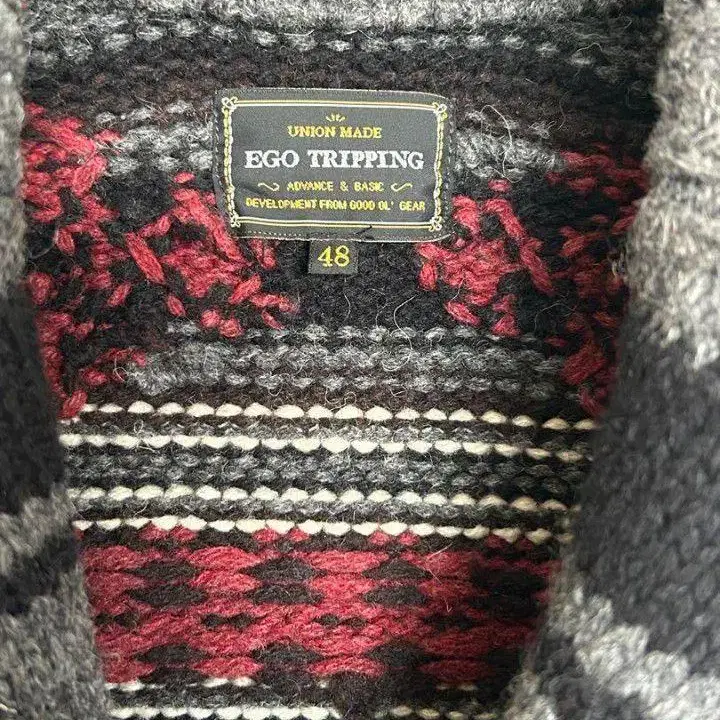 UNION MADE
EGO TRIPPING
ADVANCE & BASIC
DEVELOPMENT FROM GOOD OL' GEAR
48